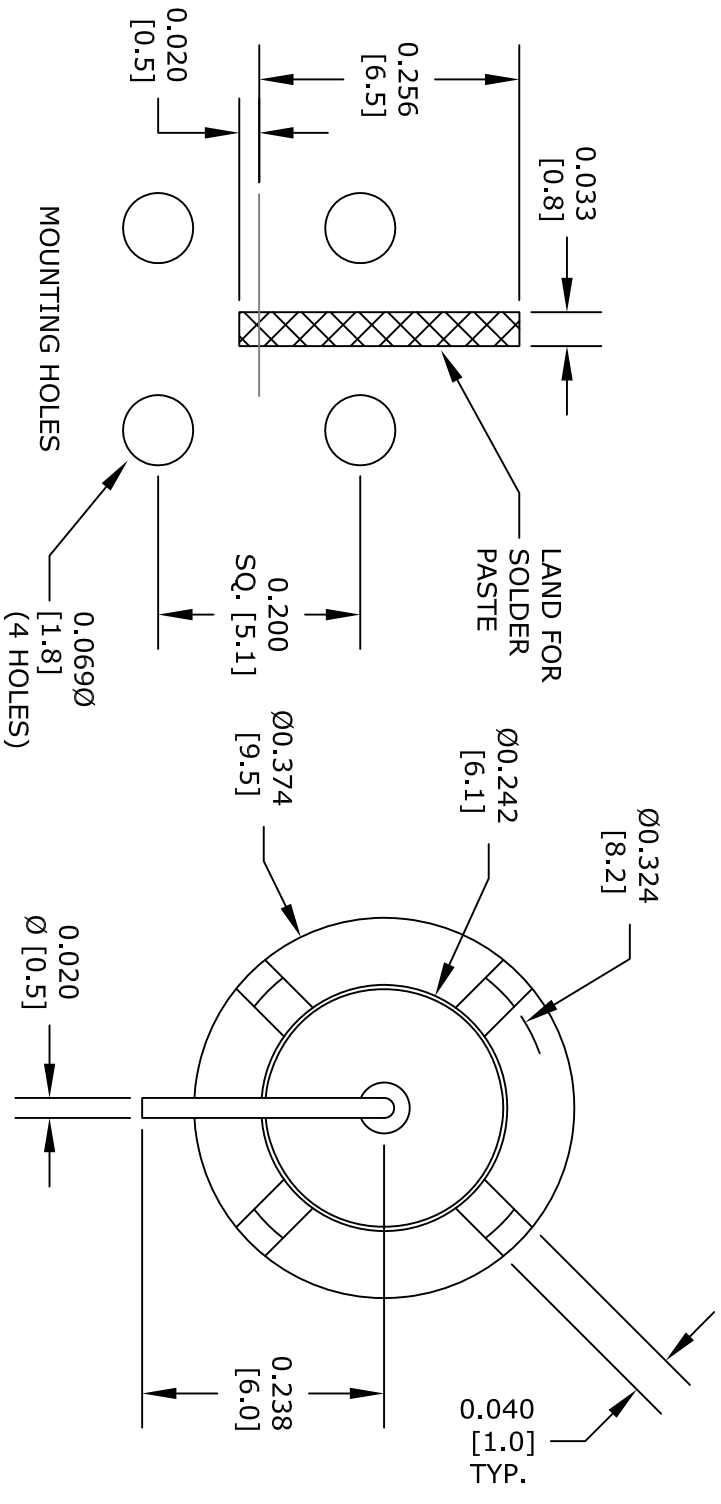 0.020
[0.5]
0.256
[6.5]
0.033
[0.8]
MOUNTING HOLES
LAND FOR
SOLDER
PASTE
0.200
SQ. [5.1]
0.069Ø
[1.8]
(4 HOLES)
Ø0.374
[9.5]
Ø0.242
[6.1]
Ø0.324
[8.2]
0.020
Ø [0.5]
0.238
[6.0]
0.040
[1.0]
TYP.